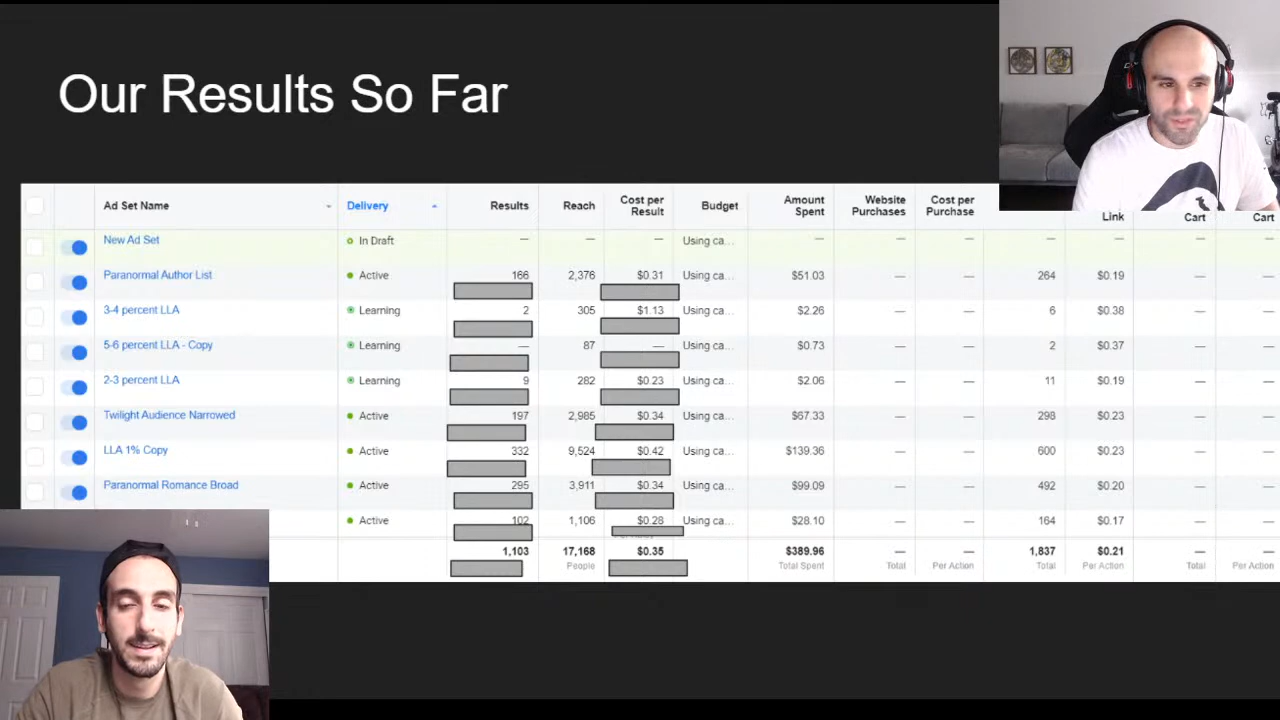 Our Results So Far
Ad Set Name Delivery Results Reach Cost per Result Budget Amount Spent Website Purchases Cost per Purchase Link Cart Cart
New Ad Set In Draft — — — Using ca... — — — — — — —
Paranormal Author List Active 166 2,376 $0.31 Using ca... $51.03 — — 264 $0.19 — —
3-4 percent LLA Learning 2 305 $1.13 Using ca... $2.26 — — 6 $0.38 — —
5-6 percent LLA - Copy Learning — 87 — Using ca... $0.73 — — 2 $0.37 — —
2-3 percent LLA Learning 9 282 $0.23 Using ca... $2.06 — — 11 $0.19 — —
Twilight Audience Narrowed Active 197 2,985 $0.34 Using ca... $67.33 — — 298 $0.23 — —
LLA 1% Copy Active 332 9,524 $0.42 Using ca... $139.36 — — 600 $0.23 — —
Paranormal Romance Broad Active 295 3,911 $0.34 Using ca... $99.09 — — 492 $0.20 — —
Active 102 1,106 $0.28 Using ca... $28.10 — — 164 $0.17 — —
1,103 17,168 $0.35 $389.96 — — 1,837 $0.21 — —
People Total Spent Total Per Action Total Per Action Total Per Action